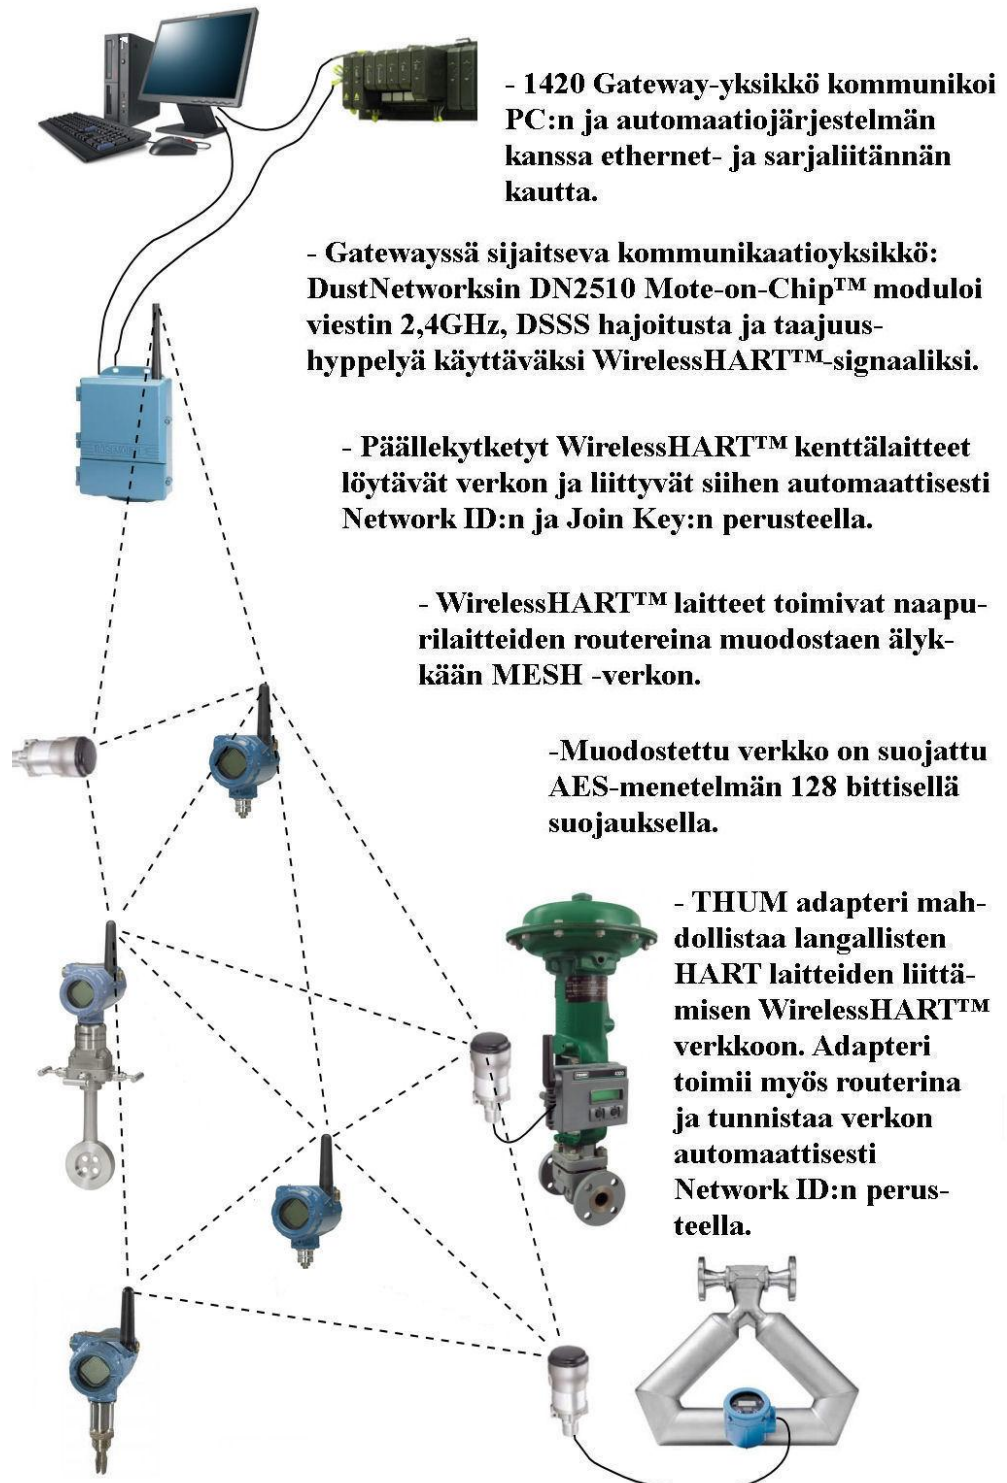 - 1420 Gateway-yksikkö kommunikoi
PC:n ja automaatiojärjestelmän
kanssa ethernet- ja sarjaliitännän
kautta.
- Gatewayssä sijaitseva kommunikaatioyksikkö:
DustNetworksin DN2510 Mote-on-Chip™ moduloi
viestin 2,4GHz, DSSS hajoitusta ja taajuus-
hyppelyä käyttäväksi WirelessHART™-signaaliksi.
- Päällekytketyt WirelessHART™ kenttälaitteet
löytävät verkon ja liittyvät siihen automaattisesti
Network ID:n ja Join Key:n perusteella.
- WirelessHART™ laitteet toimivat naapu-
rilaitteiden routereina muodostaen älyk-
kään MESH -verkon.
-Muodostettu verkko on suojattu
AES-menetelmän 128 bittisellä
suojauksella.
- THUM adapteri mah-
dollistaa langallisten
HART laitteiden liittä-
misen WirelessHART™
verkkoon. Adapteri
toimii myös routerina
ja tunnistaa verkon
automaattisesti
Network ID:n perus-
teella.